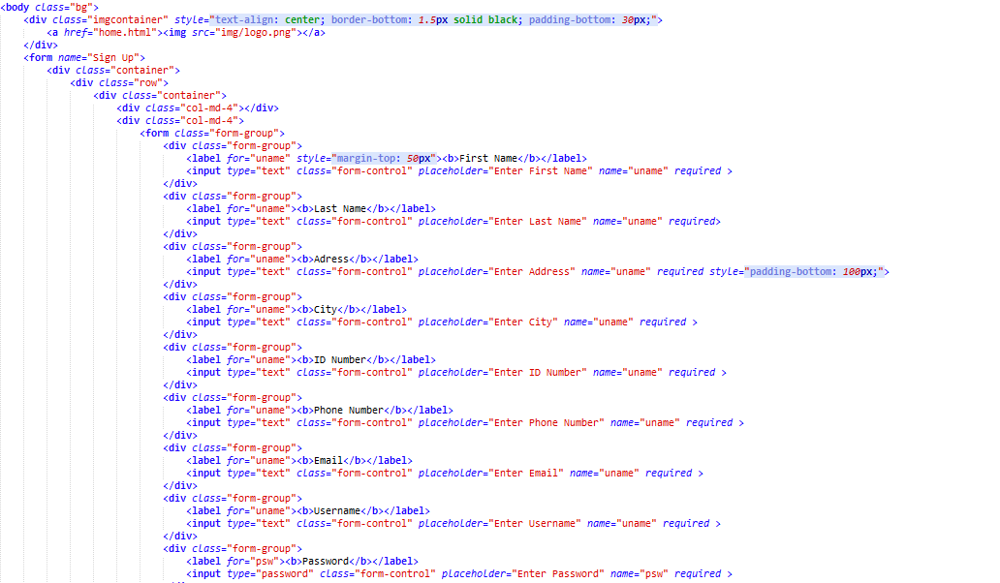 <body class="bg">
<div class="imgcontainer" style="text-align: center; border-bottom: 1.5px solid black; padding-bottom: 30px;">
<a href="home.html"><img src="img/logo.png"></a>
</div>
<form name="Sign Up">
<div class="container">
<div class="row">
<div class="container">
<div class="col-md-4"></div>
<div class="col-md-4">
<form class="form-group">
<div class="form-group">
<label for="uname" style="margin-top: 50px"><b>First Name</b></label>
<input type="text" class="form-control" placeholder="Enter First Name" name="uname" required >
</div>
<div class="form-group">
<label for="uname"><b>Last Name</b></label>
<input type="text" class="form-control" placeholder="Enter Last Name" name="uname" required>
</div>
<div class="form-group">
<label for="uname"><b>Adress</b></label>
<input type="text" class="form-control" placeholder="Enter Address" name="uname" required style="padding-bottom: 100px;">
</div>
<div class="form-group">
<label for="uname"><b>City</b></label>
<input type="text" class="form-control" placeholder="Enter City" name="uname" required >
</div>
<div class="form-group">
<label for="uname"><b>ID Number</b></label>
<input type="text" class="form-control" placeholder="Enter ID Number" name="uname" required >
</div>
<div class="form-group">
<label for="uname"><b>Phone Number</b></label>
<input type="text" class="form-control" placeholder="Enter Phone Number" name="uname" required >
</div>
<div class="form-group">
<label for="uname"><b>Email</b></label>
<input type="text" class="form-control" placeholder="Enter Email" name="uname" required >
</div>
<div class="form-group">
<label for="uname"><b>Username</b></label>
<input type="text" class="form-control" placeholder="Enter Username" name="uname" required >
</div>
<div class="form-group">
<label for="psw"><b>Password</b></label>
<input type="password" class="form-control" placeholder="Enter Password" name="psw" required >